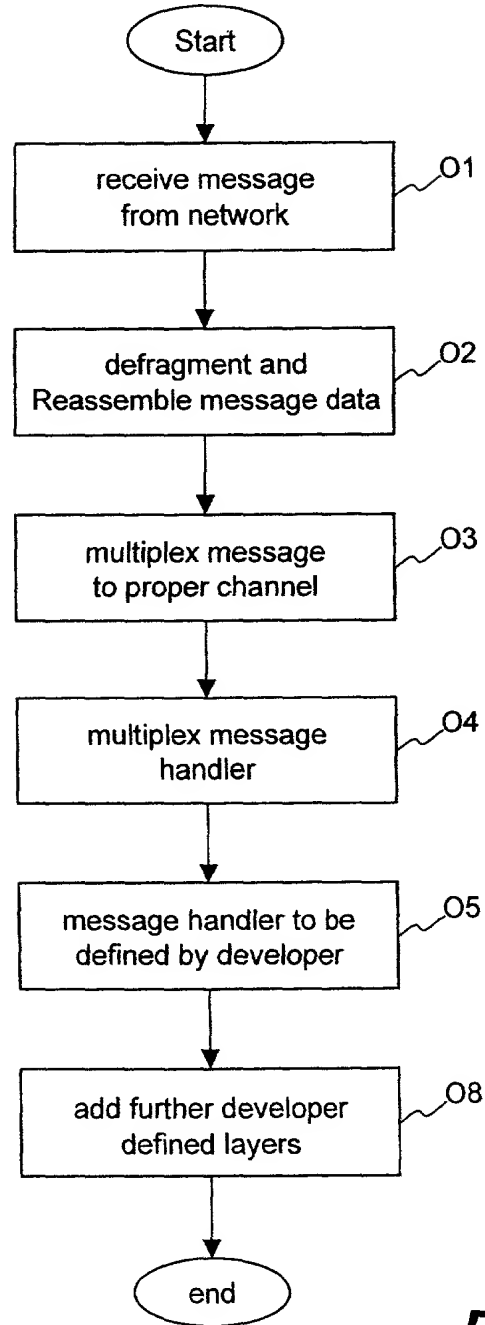 Start
receive message
from network
O1
defragment and
Reassemble message data
O2
multiplex message
to proper channel
O3
multiplex message
handler
O4
message handler to be
defined by developer
O5
add further developer
defined layers
O8
end